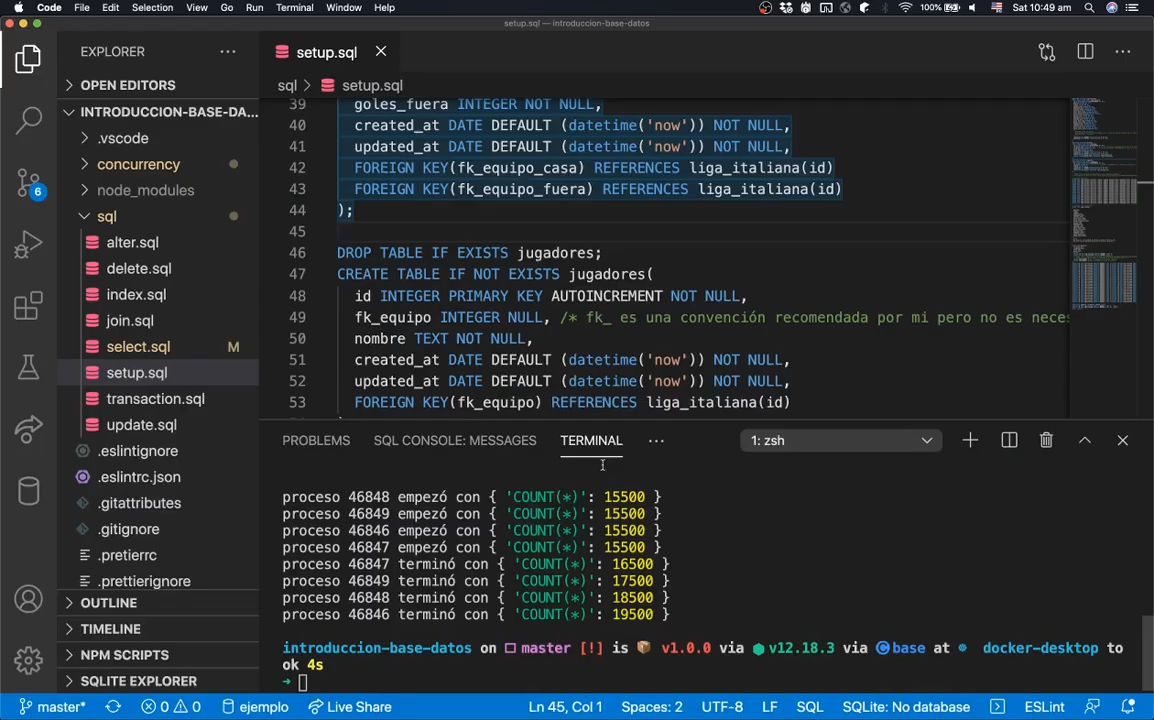 Code File Edit Selection View Go Run Terminal Window Help 100% Sat 10:49 am
setup.sql — introduccion-base-datos
EXPLORER
setup.sql
OPEN EDITORS
sql > setup.sql
INTRODUCCION-BASE-DA...
.vscode
concurrency
node_modules
sql
alter.sql
delete.sql
index.sql
join.sql
select.sql M
setup.sql
transaction.sql
update.sql
.eslintignore
.eslintrc.json
.gitattributes
.gitignore
.pretierrc
.prettierignore
OUTLINE
TIMELINE
NPM SCRIPTS
SQLITE EXPLORER
6
39 goles_fuera INTEGER NOT NULL,
40 created_at DATE DEFAULT (datetime('now')) NOT NULL,
41 updated_at DATE DEFAULT (datetime('now')) NOT NULL,
42 FOREIGN KEY(fk_equipo_casa) REFERENCES liga_italiana(id)
43 FOREIGN KEY(fk_equipo_fuera) REFERENCES liga_italiana(id)
44 );
45
46 DROP TABLE IF EXISTS jugadores;
47 CREATE TABLE IF NOT EXISTS jugadores(
48 id INTEGER PRIMARY KEY AUTOINCREMENT NOT NULL,
49 fk_equipo INTEGER NULL, /* fk_ es una convención recomendada por mi pero no es neces
50 nombre TEXT NOT NULL,
51 created_at DATE DEFAULT (datetime('now')) NOT NULL,
52 updated_at DATE DEFAULT (datetime('now')) NOT NULL,
53 FOREIGN KEY(fk_equipo) REFERENCES liga_italiana(id)
PROBLEMS SQL CONSOLE: MESSAGES TERMINAL ... 1: zsh
proceso 46848 empezó con { 'COUNT(*)': 15500 }
proceso 46849 empezó con { 'COUNT(*)': 15500 }
proceso 46846 empezó con { 'COUNT(*)': 15500 }
proceso 46847 empezó con { 'COUNT(*)': 15500 }
proceso 46847 terminó con { 'COUNT(*)': 16500 }
proceso 46849 terminó con { 'COUNT(*)': 17500 }
proceso 46848 terminó con { 'COUNT(*)': 18500 }
proceso 46846 terminó con { 'COUNT(*)': 19500 }
introduccion-base-datos on master [!] is v1.0.0 via v12.18.3 via base at docker-desktop to
ok 4s
➜
master* 0 0 ejemplo Live Share Ln 45, Col 1 Spaces: 2 UTF-8 LF SQL SQLite: No database ESLint